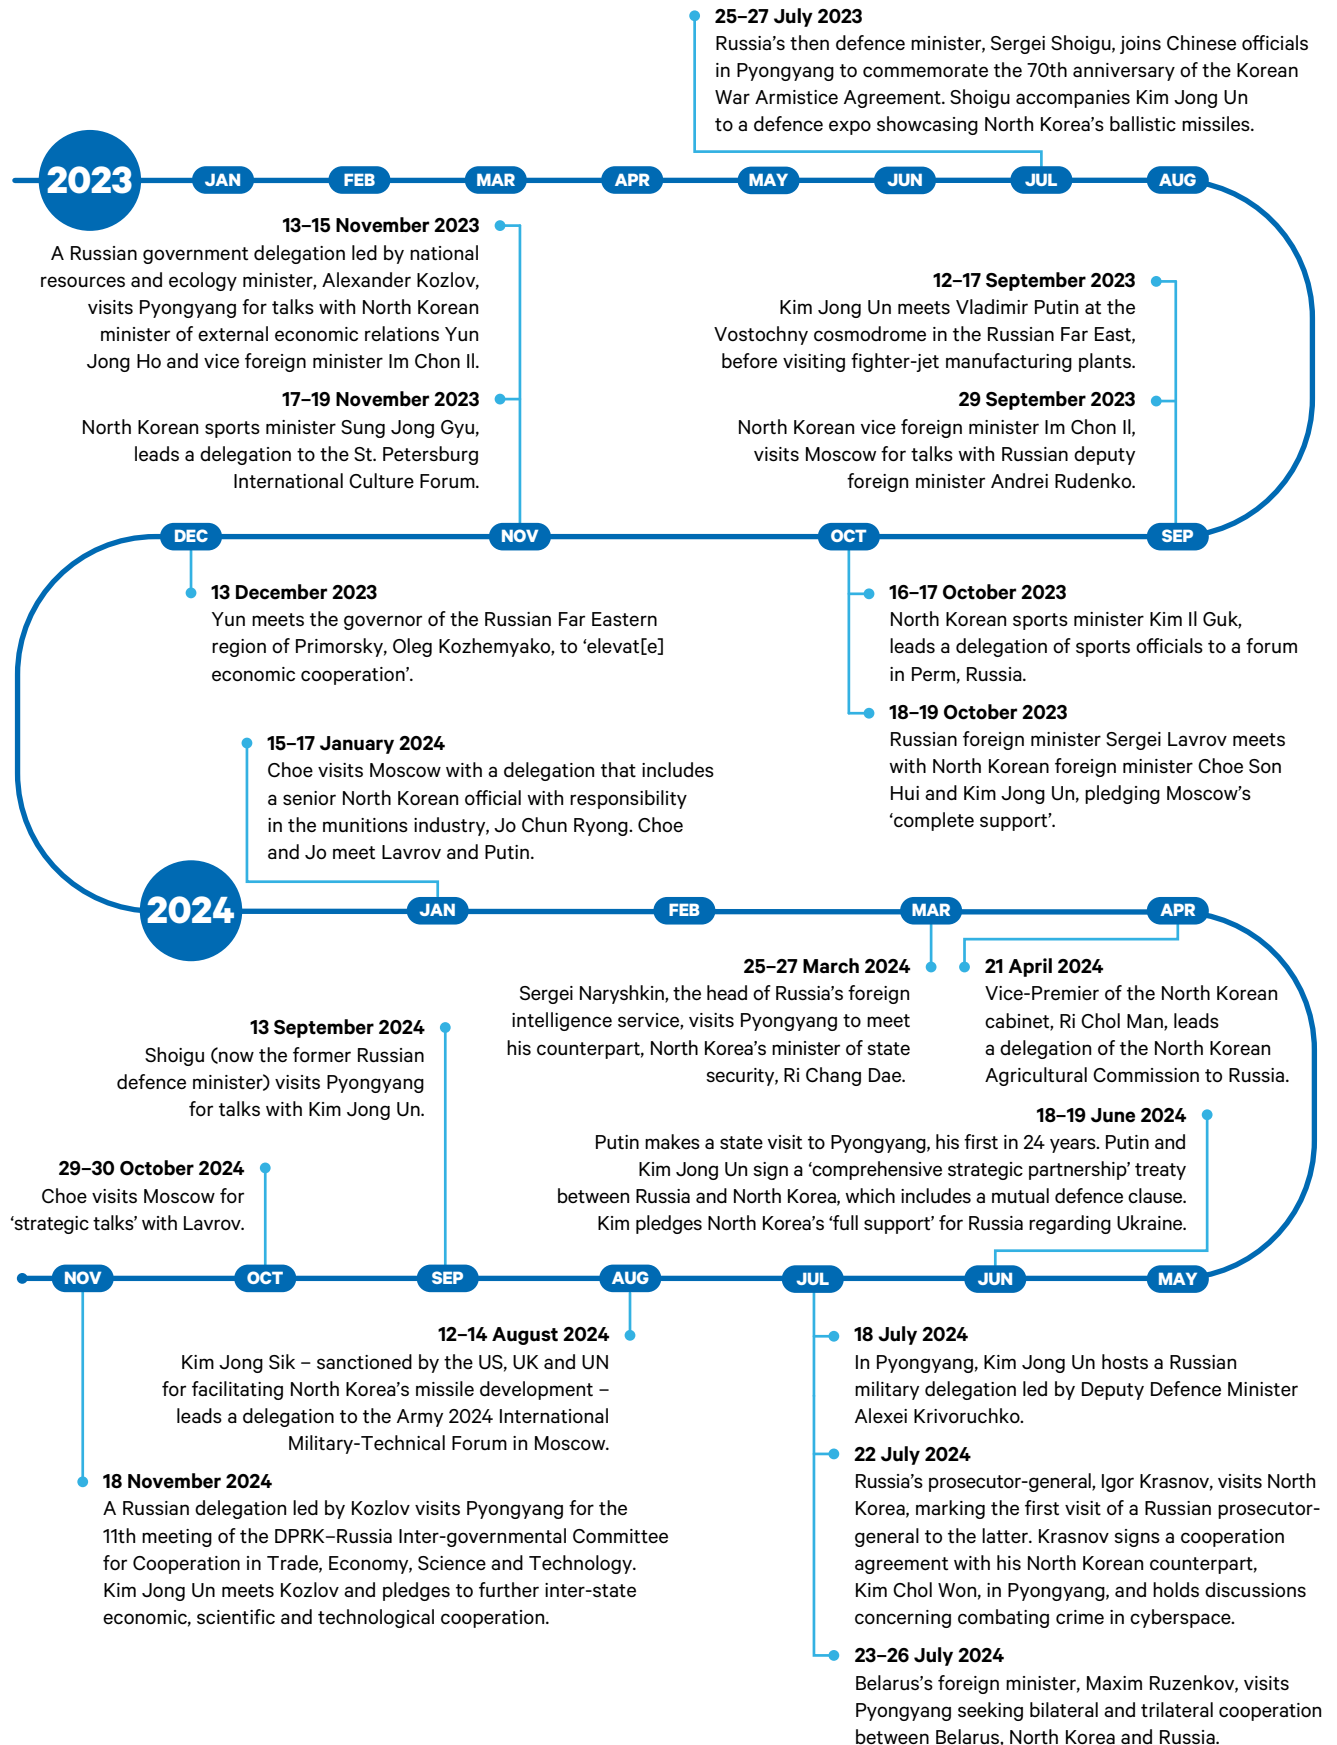 25–27 July 2023
Russia’s then defence minister, Sergei Shoigu, joins Chinese officials
in Pyongyang to commemorate the 70th anniversary of the Korean
War Armistice Agreement. Shoigu accompanies Kim Jong Un
to a defence expo showcasing North Korea’s ballistic missiles.
2023
JAN
FEB
MAR
APR
MAY
JUN
JUL
AUG
13–15 November 2023
A Russian government delegation led by national
resources and ecology minister, Alexander Kozlov,
visits Pyongyang for talks with North Korean
minister of external economic relations Yun
Jong Ho and vice foreign minister Im Chon Il.
17–19 November 2023
North Korean sports minister Sung Jong Gyu,
leads a delegation to the St. Petersburg
International Culture Forum.
12–17 September 2023
Kim Jong Un meets Vladimir Putin at the
Vostochny cosmodrome in the Russian Far East,
before visiting fighter-jet manufacturing plants.
29 September 2023
North Korean vice foreign minister Im Chon Il,
visits Moscow for talks with Russian deputy
foreign minister Andrei Rudenko.
DEC
NOV
OCT
SEP
13 December 2023
Yun meets the governor of the Russian Far Eastern
region of Primorsky, Oleg Kozhemyako, to ‘elevat[e]
economic cooperation’.
16–17 October 2023
North Korean sports minister Kim Il Guk,
leads a delegation of sports officials to a forum
in Perm, Russia.
18–19 October 2023
Russian foreign minister Sergei Lavrov meets
with North Korean foreign minister Choe Son
Hui and Kim Jong Un, pledging Moscow’s
‘complete support’.
15–17 January 2024
Choe visits Moscow with a delegation that includes
a senior North Korean official with responsibility
in the munitions industry, Jo Chun Ryong. Choe
and Jo meet Lavrov and Putin.
2024
JAN
FEB
MAR
APR
25–27 March 2024
Sergei Naryshkin, the head of Russia’s foreign
intelligence service, visits Pyongyang to meet
his counterpart, North Korea’s minister of state
security, Ri Chang Dae.
21 April 2024
Vice-Premier of the North Korean
cabinet, Ri Chol Man, leads
a delegation of the North Korean
Agricultural Commission to Russia.
13 September 2024
Shoigu (now the former Russian
defence minister) visits Pyongyang
for talks with Kim Jong Un.
18–19 June 2024
Putin makes a state visit to Pyongyang, his first in 24 years. Putin and
Kim Jong Un sign a ‘comprehensive strategic partnership’ treaty
between Russia and North Korea, which includes a mutual defence clause.
Kim pledges North Korea’s ‘full support’ for Russia regarding Ukraine.
29–30 October 2024
Choe visits Moscow for
‘strategic talks’ with Lavrov.
NOV
OCT
SEP
AUG
JUL
JUN
MAY
12–14 August 2024
Kim Jong Sik – sanctioned by the US, UK and UN
for facilitating North Korea’s missile development –
leads a delegation to the Army 2024 International
Military-Technical Forum in Moscow.
18 November 2024
A Russian delegation led by Kozlov visits Pyongyang for the
11th meeting of the DPRK–Russia Inter-governmental Committee
for Cooperation in Trade, Economy, Science and Technology.
Kim Jong Un meets Kozlov and pledges to further inter-state
economic, scientific and technological cooperation.
18 July 2024
In Pyongyang, Kim Jong Un hosts a Russian
military delegation led by Deputy Defence Minister
Alexei Krivoruchko.
22 July 2024
Russia’s prosecutor-general, Igor Krasnov, visits North
Korea, marking the first visit of a Russian prosecutor-
general to the latter. Krasnov signs a cooperation
agreement with his North Korean counterpart,
Kim Chol Won, in Pyongyang, and holds discussions
concerning combating crime in cyberspace.
23–26 July 2024
Belarus’s foreign minister, Maxim Ruzenkov, visits
Pyongyang seeking bilateral and trilateral cooperation
between Belarus, North Korea and Russia.